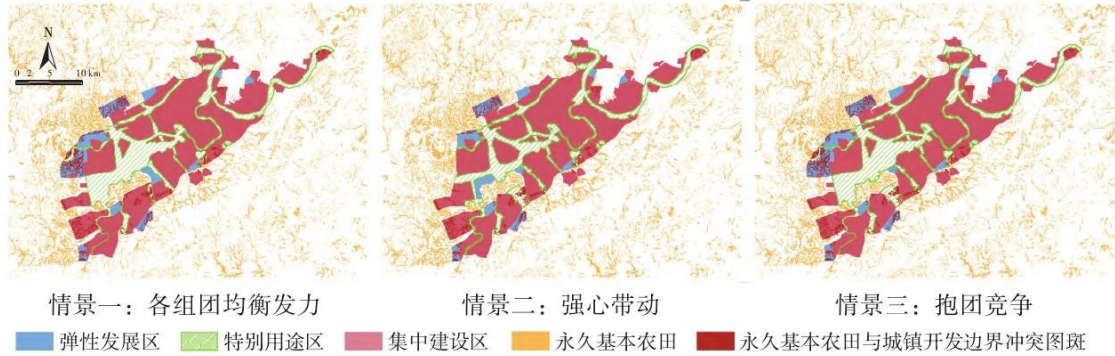 N
0 2 5 10 km
情景一：各组团均衡发力
情景二：强心带动
情景三：抱团竞争
弹性发展区 特别用途区 集中建设区 永久基本农田 永久基本农田与城镇开发边界冲突图斑